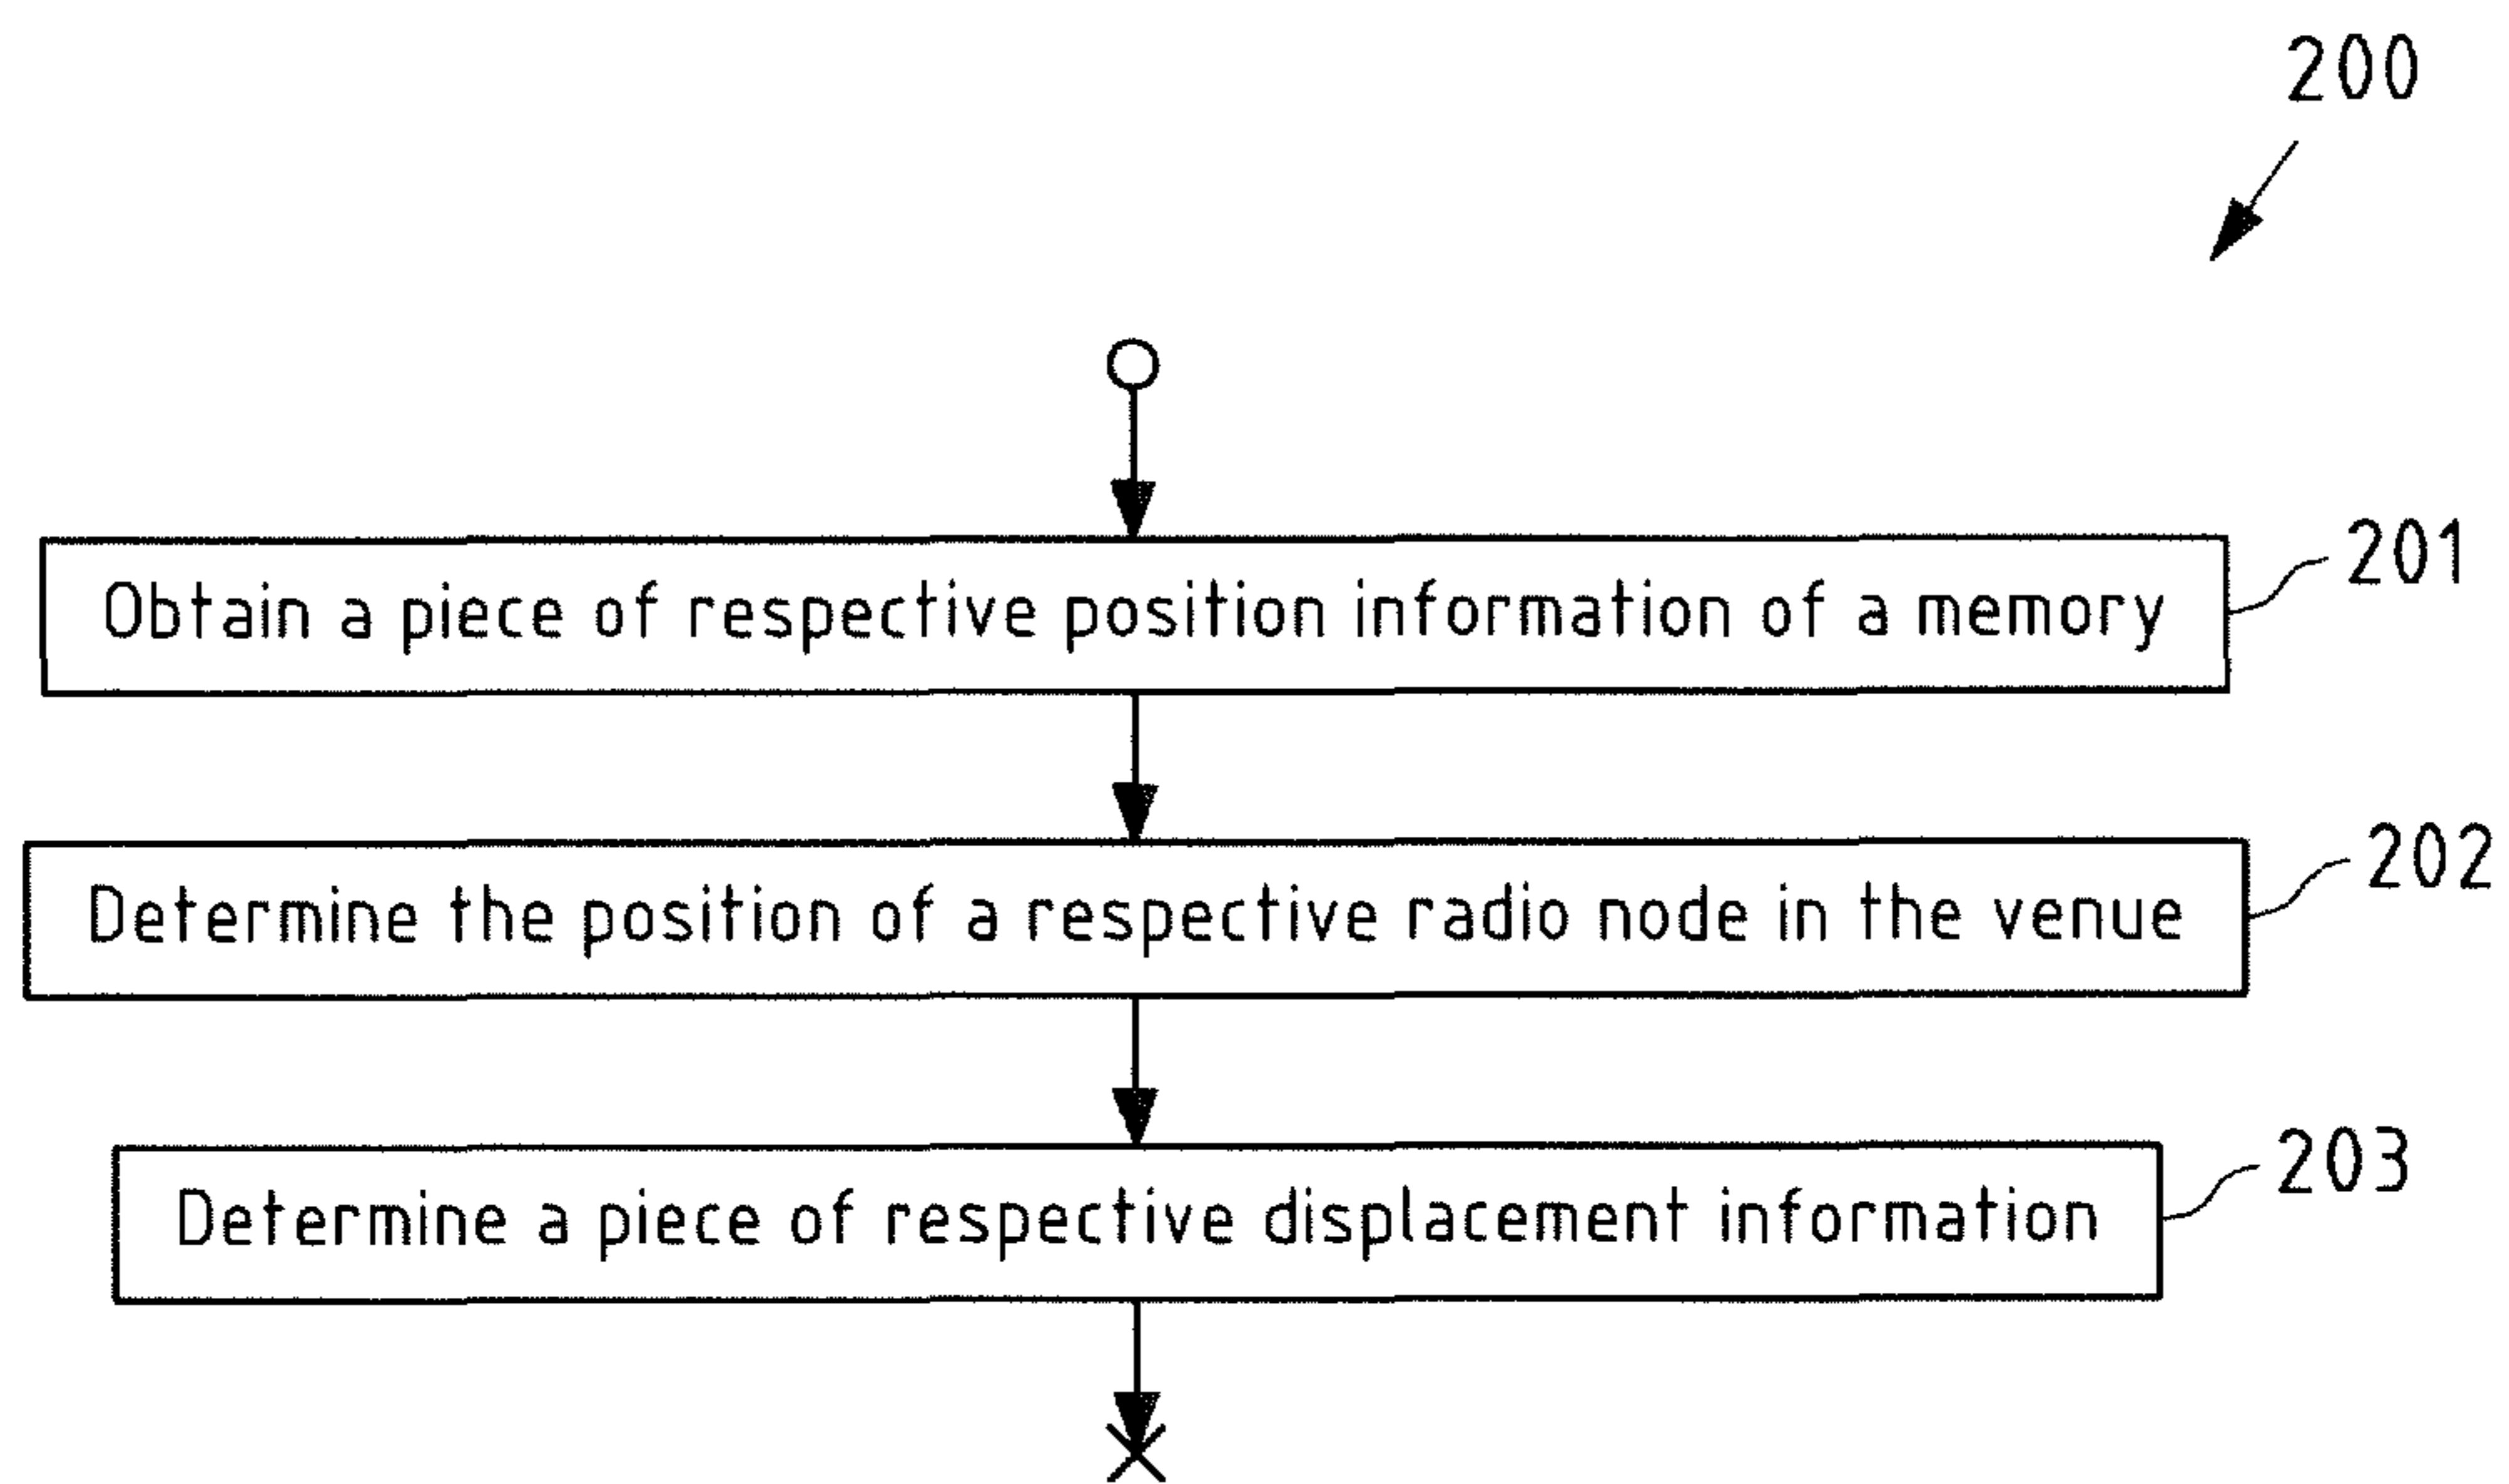 200
Obtain a piece of respective position information of a memory 201
Determine the position of a respective radio node in the venue 202
Determine a piece of respective displacement information 203